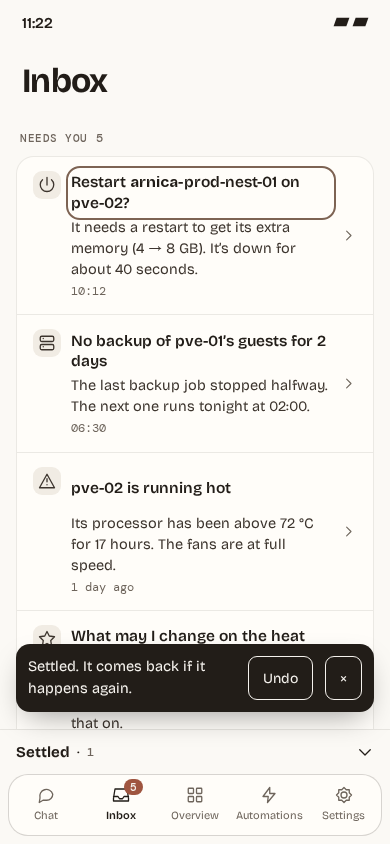 11:22
Inbox
NEEDS YOU 5
Restart arnica-prod-nest-01 on
pve-02?
It needs a restart to get its extra
memory (4 → 8 GB). It's down for
about 40 seconds.
10:12
No backup of pve-01's guests for 2
days
The last backup job stopped halfway.
The next one runs tonight at 02:00.
06:30
pve-02 is running hot
Its processor has been above 72 °C
for 17 hours. The fans are at full
speed.
1 day ago
What may I change on the heat
Settled. It comes back if it
happens again.
Undo
×
that on.
Settled · 1
5
Chat
Inbox
Overview
Automations
Settings